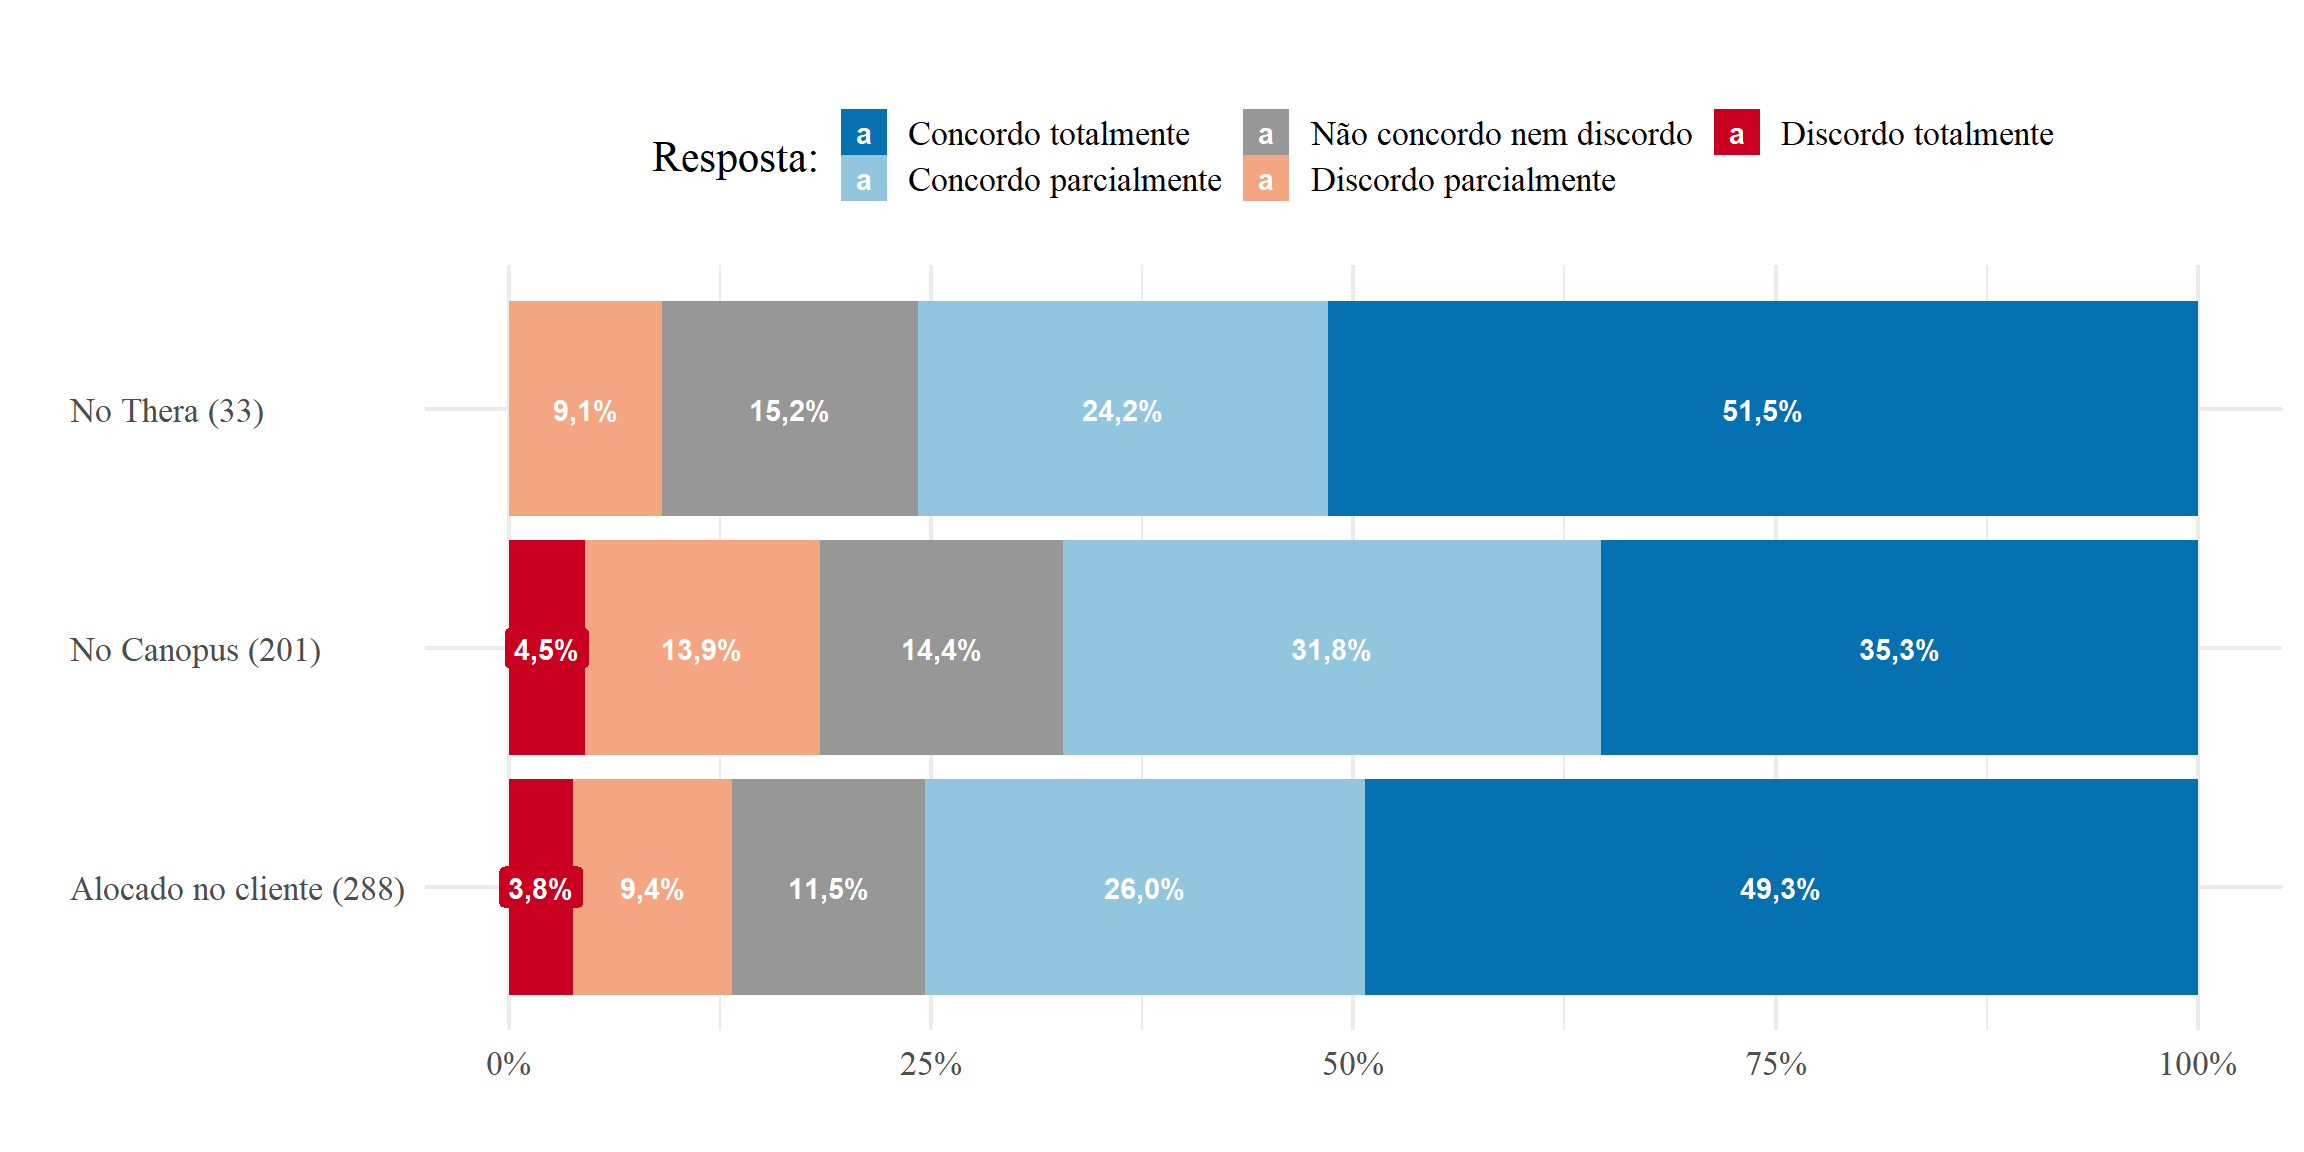 Resposta:
a Concordo totalmente
a Concordo parcialmente
a Não concordo nem discordo
a Discordo parcialmente
a Discordo totalmente
No Thera (33)
9,1% 15,2% 24,2% 51,5%
No Canopus (201)
4,5% 13,9% 14,4% 31,8% 35,3%
Alocado no cliente (288)
3,8% 9,4% 11,5% 26,0% 49,3%
0% 25% 50% 75% 100%